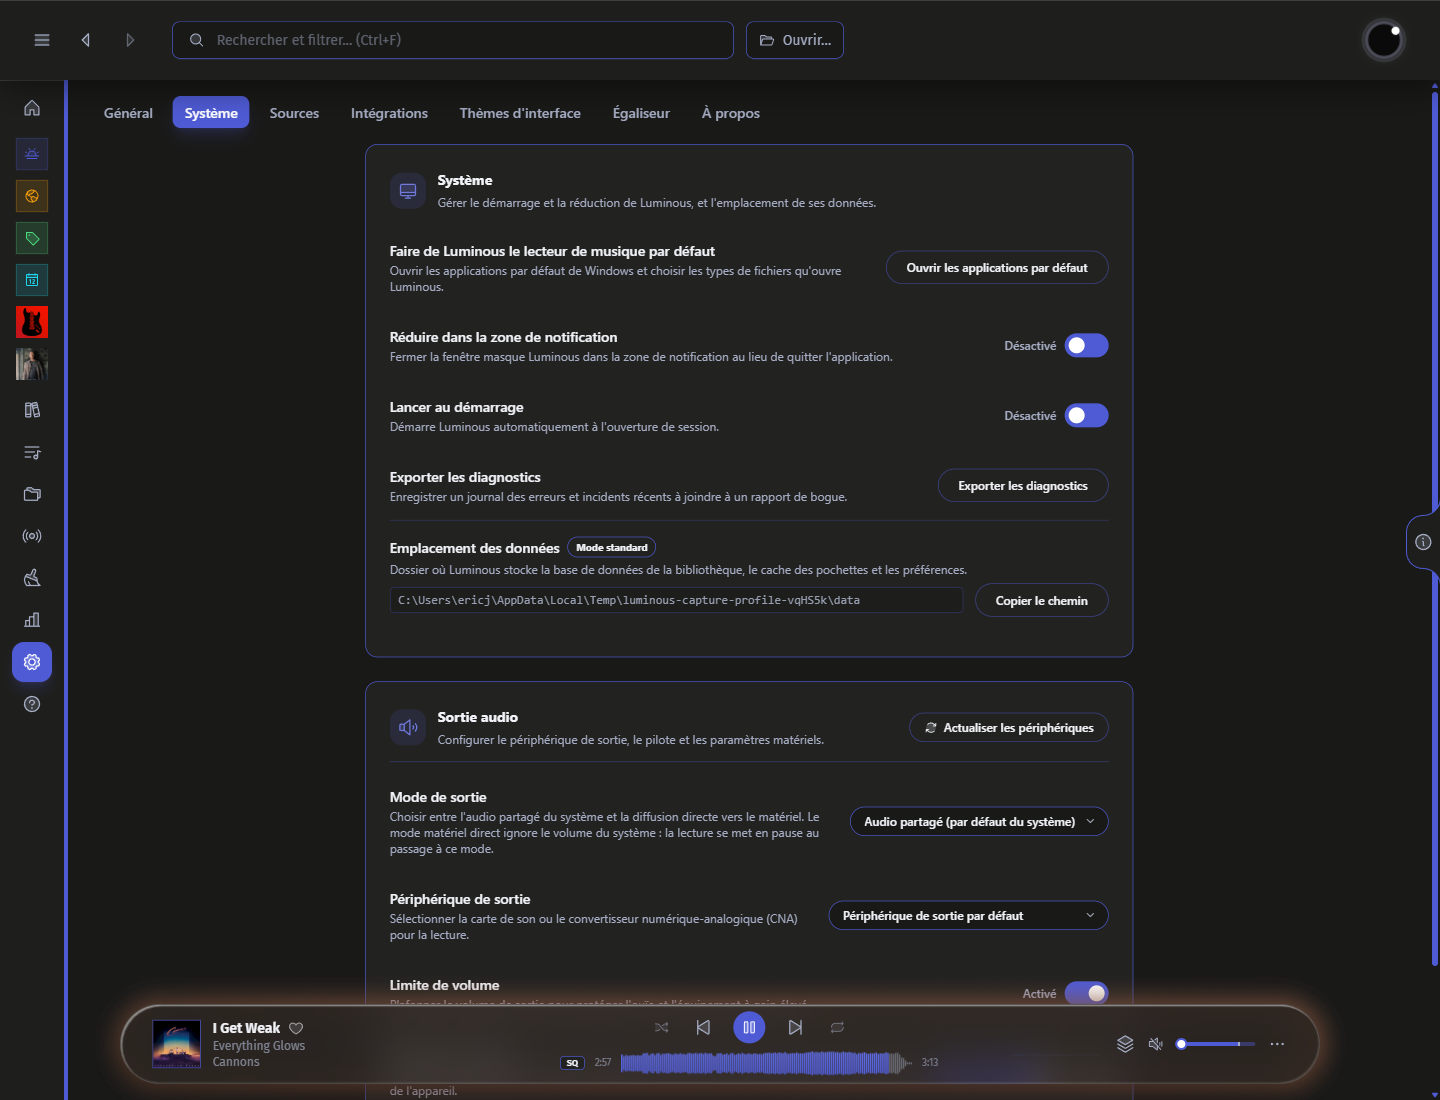 Rechercher et filtrer... (Ctrl+F)
Ouvrir...
Général
Système
Sources
Intégrations
Thèmes d'interface
Égaliseur
À propos
12
Système
Gérer le démarrage et la réduction de Luminous, et l'emplacement de ses données.
Faire de Luminous le lecteur de musique par défaut
Ouvrir les applications par défaut de Windows et choisir les types de fichiers qu'ouvre
Luminous.
Ouvrir les applications par défaut
Réduire dans la zone de notification
Fermer la fenêtre masque Luminous dans la zone de notification au lieu de quitter l'application.
Désactivé
Lancer au démarrage
Démarre Luminous automatiquement à l'ouverture de session.
Désactivé
Exporter les diagnostics
Enregistrer un journal des erreurs et incidents récents à joindre à un rapport de bogue.
Exporter les diagnostics
Emplacement des données
Mode standard
Dossier où Luminous stocke la base de données de la bibliothèque, le cache des pochettes et les préférences.
C:\Users\ericj\AppData\Local\Temp\luminous-capture-profile-vqHS5k\data
Copier le chemin
Sortie audio
Configurer le périphérique de sortie, le pilote et les paramètres matériels.
Actualiser les périphériques
Mode de sortie
Choisir entre l'audio partagé du système et la diffusion directe vers le matériel. Le
mode matériel direct ignore le volume du système : la lecture se met en pause au
passage à ce mode.
Audio partagé (par défaut du système)
Périphérique de sortie
Sélectionner la carte de son ou le convertisseur numérique-analogique (CNA)
pour la lecture.
Périphérique de sortie par défaut
Limite de volume
Activé
I Get Weak
Everything Glows
Cannons
SQ
2:57
3:13
de l'appareil.